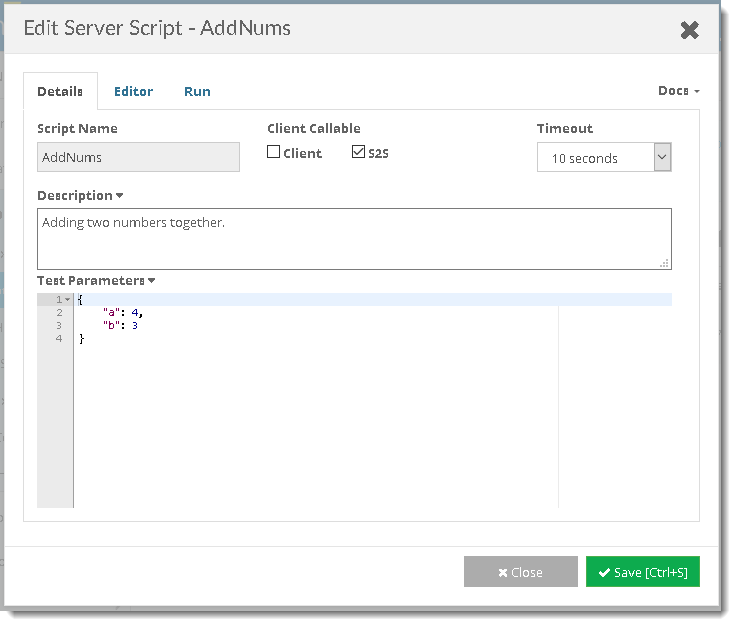 Edit Server Script - AddNums
Details Editor Run Docs
Script Name Client Callable Timeout
AddNums Client S2S 10 seconds
Description
Adding two numbers together.
Test Parameters
1 {
2 "a": 4,
3 "b": 3
4 }
Close Save [Ctrl+S]